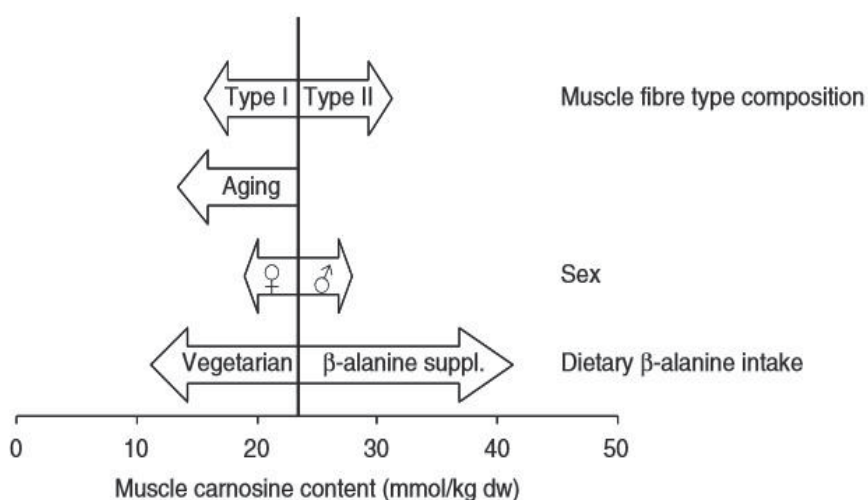 Type I Type II Muscle fibre type composition
Aging
♀ ♂ Sex
Vegetarian β-alanine suppl. Dietary β-alanine intake
0 10 20 30 40 50
Muscle carnosine content (mmol/kg dw)